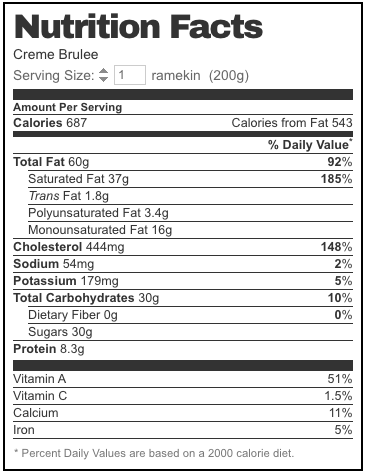 Nutrition Facts
Creme Brulee
Serving Size: 1 ramekin (200g)
Amount Per Serving
Calories 687 Calories from Fat 543
% Daily Value*
Total Fat 60g 92%
Saturated Fat 37g 185%
Trans Fat 1.8g
Polyunsaturated Fat 3.4g
Monounsaturated Fat 16g
Cholesterol 444mg 148%
Sodium 54mg 2%
Potassium 179mg 5%
Total Carbohydrates 30g 10%
Dietary Fiber 0g 0%
Sugars 30g
Protein 8.3g
Vitamin A 51%
Vitamin C 1.5%
Calcium 11%
Iron 5%
* Percent Daily Values are based on a 2000 calorie diet.